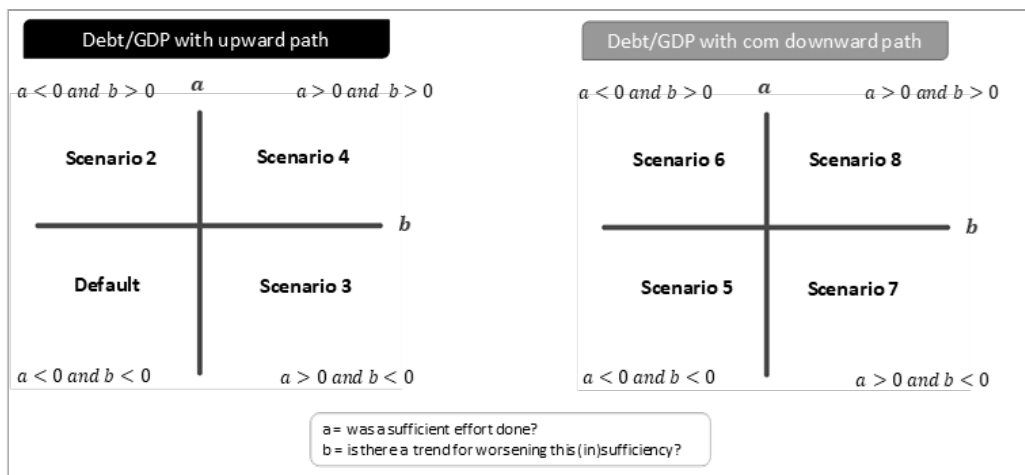 Debt/GDP with upward path
a < 0 and b > 0 a a > 0 and b > 0
Scenario 2 Scenario 4
b
Default Scenario 3
a < 0 and b < 0 a > 0 and b < 0
Debt/GDP with com downward path
a < 0 and b > 0 a a > 0 and b > 0
Scenario 6 Scenario 8
b
Scenario 5 Scenario 7
a < 0 and b < 0 a > 0 and b < 0
a = was a sufficient effort done?
b = is there a trend for worsening this (in)sufficiency?